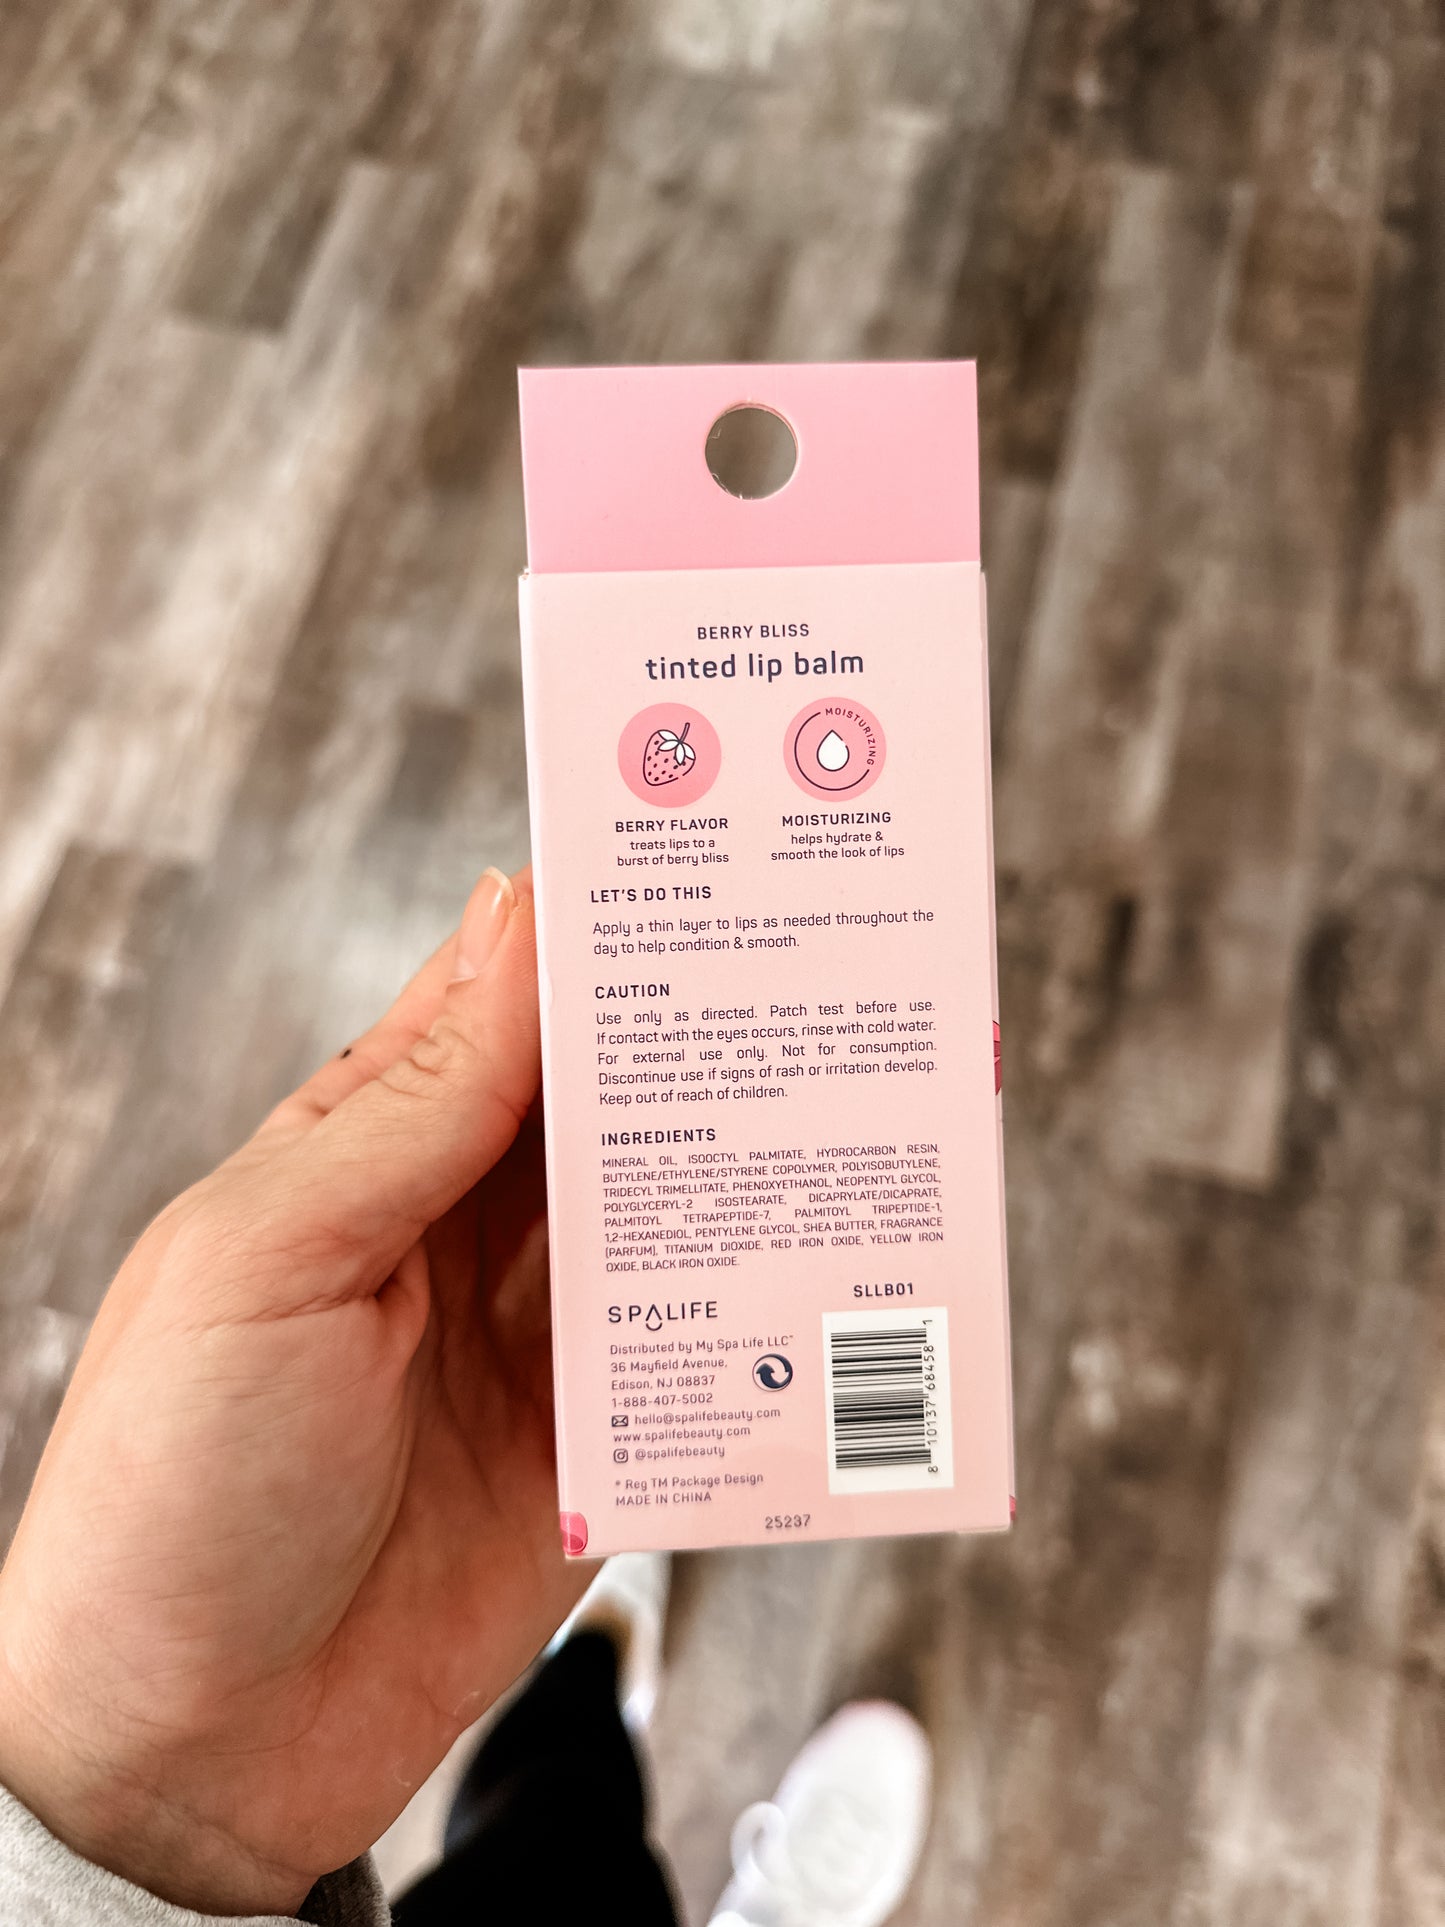 BERRY BLISS
tinted lip balm
MOISTURIZING
BERRY FLAVOR
treats lips to a
burst of berry bliss
MOISTURIZING
helps hydrate &
smooth the look of lips
LET'S DO THIS
Apply a thin layer to lips as needed throughout the
day to help condition & smooth.
CAUTION
Use only as directed. Patch test before use.
If contact with the eyes occurs, rinse with cold water.
For external use only. Not for consumption.
Discontinue use if signs of rash or irritation develop.
Keep out of reach of children.
INGREDIENTS
MINERAL OIL, ISOOCTYL PALMITATE, HYDROCARBON RESIN,
BUTYLENE/ETHYLENE/STYRENE COPOLYMER, POLYISOBUTYLENE,
TRIDECYL TRIMELLITATE, PHENOXYETHANOL, NEOPENTYL GLYCOL,
POLYGLYCERYL-2 ISOSTEARATE, DICAPRYLATE/DICAPRATE,
PALMITOYL TETRAPEPTIDE-7, PALMITOYL TRIPEPTIDE-1,
1,2-HEXANEDIOL, PENTYLENE GLYCOL, SHEA BUTTER, FRAGRANCE
(PARFUM), TITANIUM DIOXIDE, RED IRON OXIDE, YELLOW IRON
OXIDE, BLACK IRON OXIDE.
SPALIFE
Distributed by My Spa Life LLC™
36 Mayfield Avenue,
Edison, NJ 08837
1-888-407-5002
hello@spalifebeauty.com
www.spalifebeauty.com
@spalifebeauty
® Reg TM Package Design
MADE IN CHINA
SLLB01
8 10137 68458 1
25237